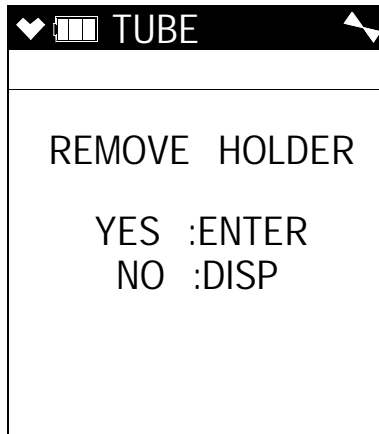 TUBE
REMOVE HOLDER
YES :ENTER
NO :DISP